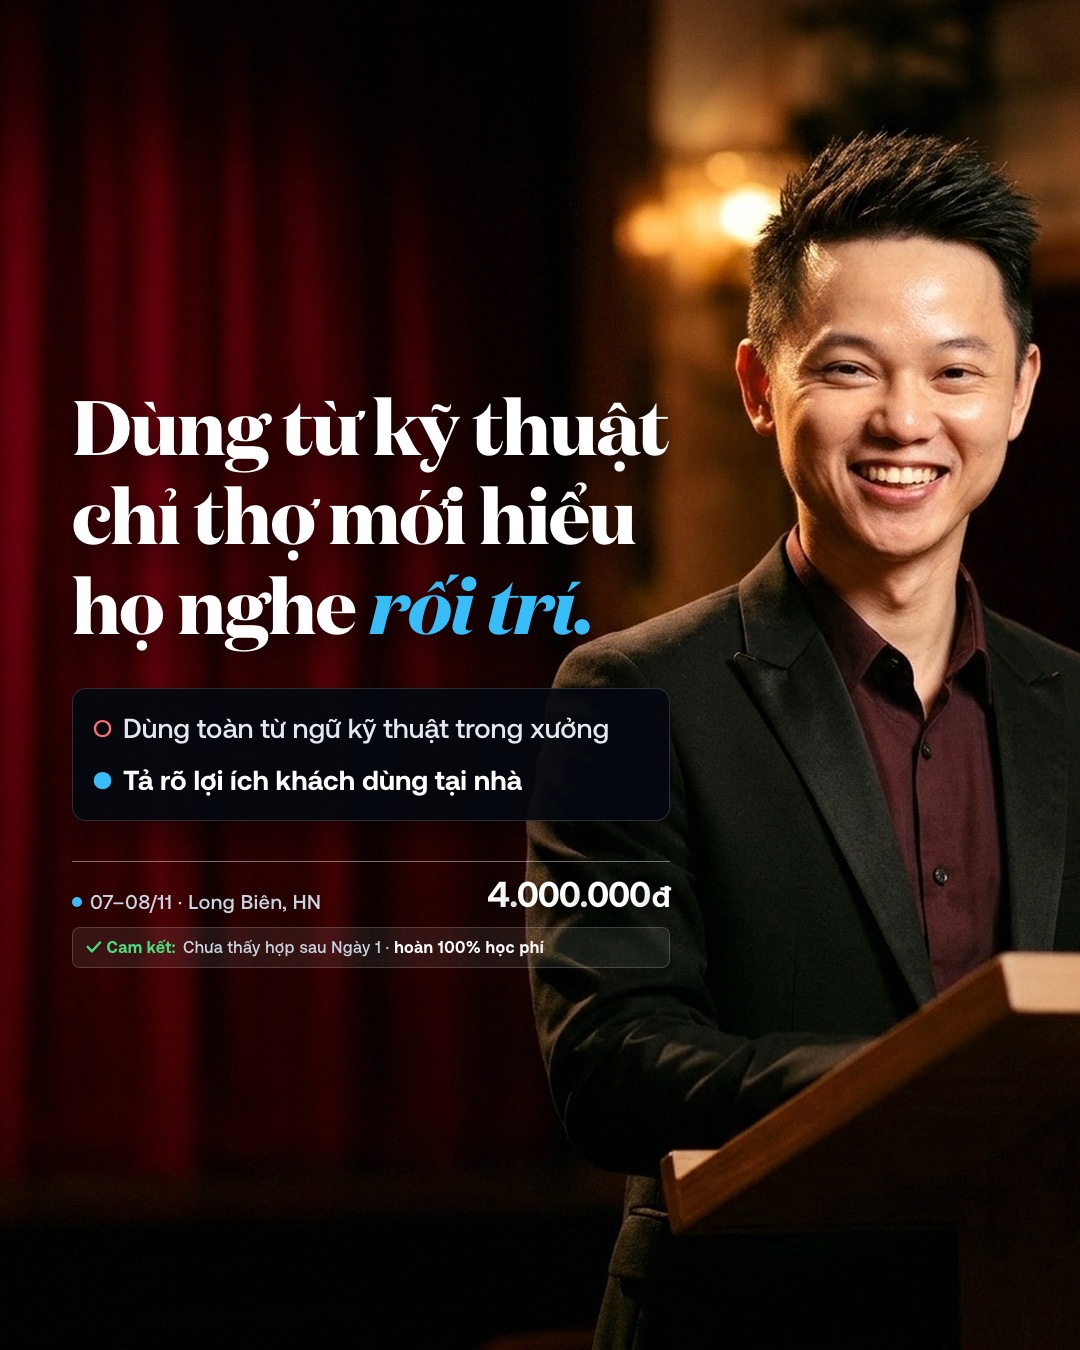 Dùng từ kỹ thuật
chỉ thợ mới hiểu
họ nghe rối trí.
Dùng toàn từ ngữ kỹ thuật trong xưởng
Tả rõ lợi ích khách dùng tại nhà
07–08/11 · Long Biên, HN
4.000.000đ
Cam kết: Chưa thấy hợp sau Ngày 1 · hoàn 100% học phí